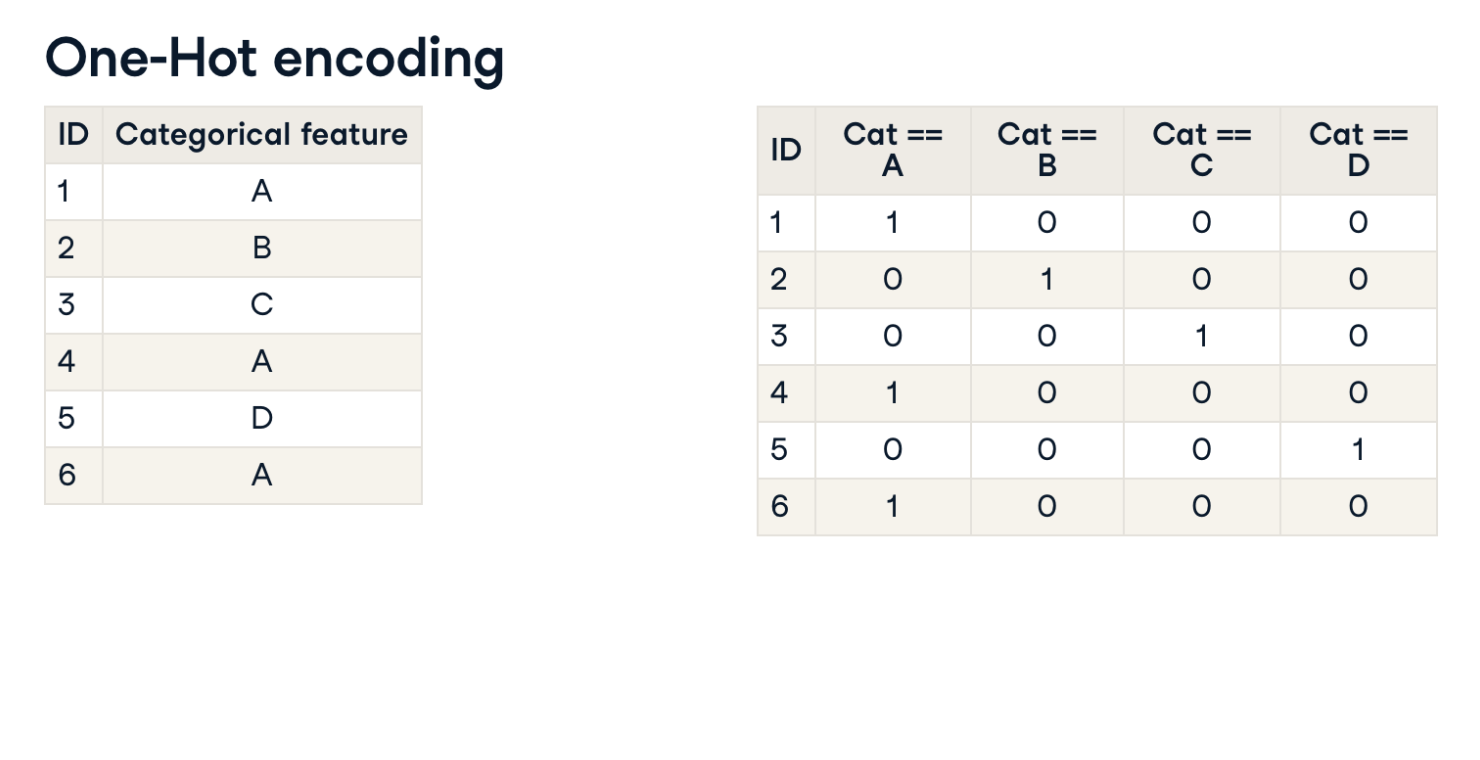 One-Hot encoding
ID Categorical feature
1 A
2 B
3 C
4 A
5 D
6 A
ID Cat == A Cat == B Cat == C Cat == D
1 1 0 0 0
2 0 1 0 0
3 0 0 1 0
4 1 0 0 0
5 0 0 0 1
6 1 0 0 0